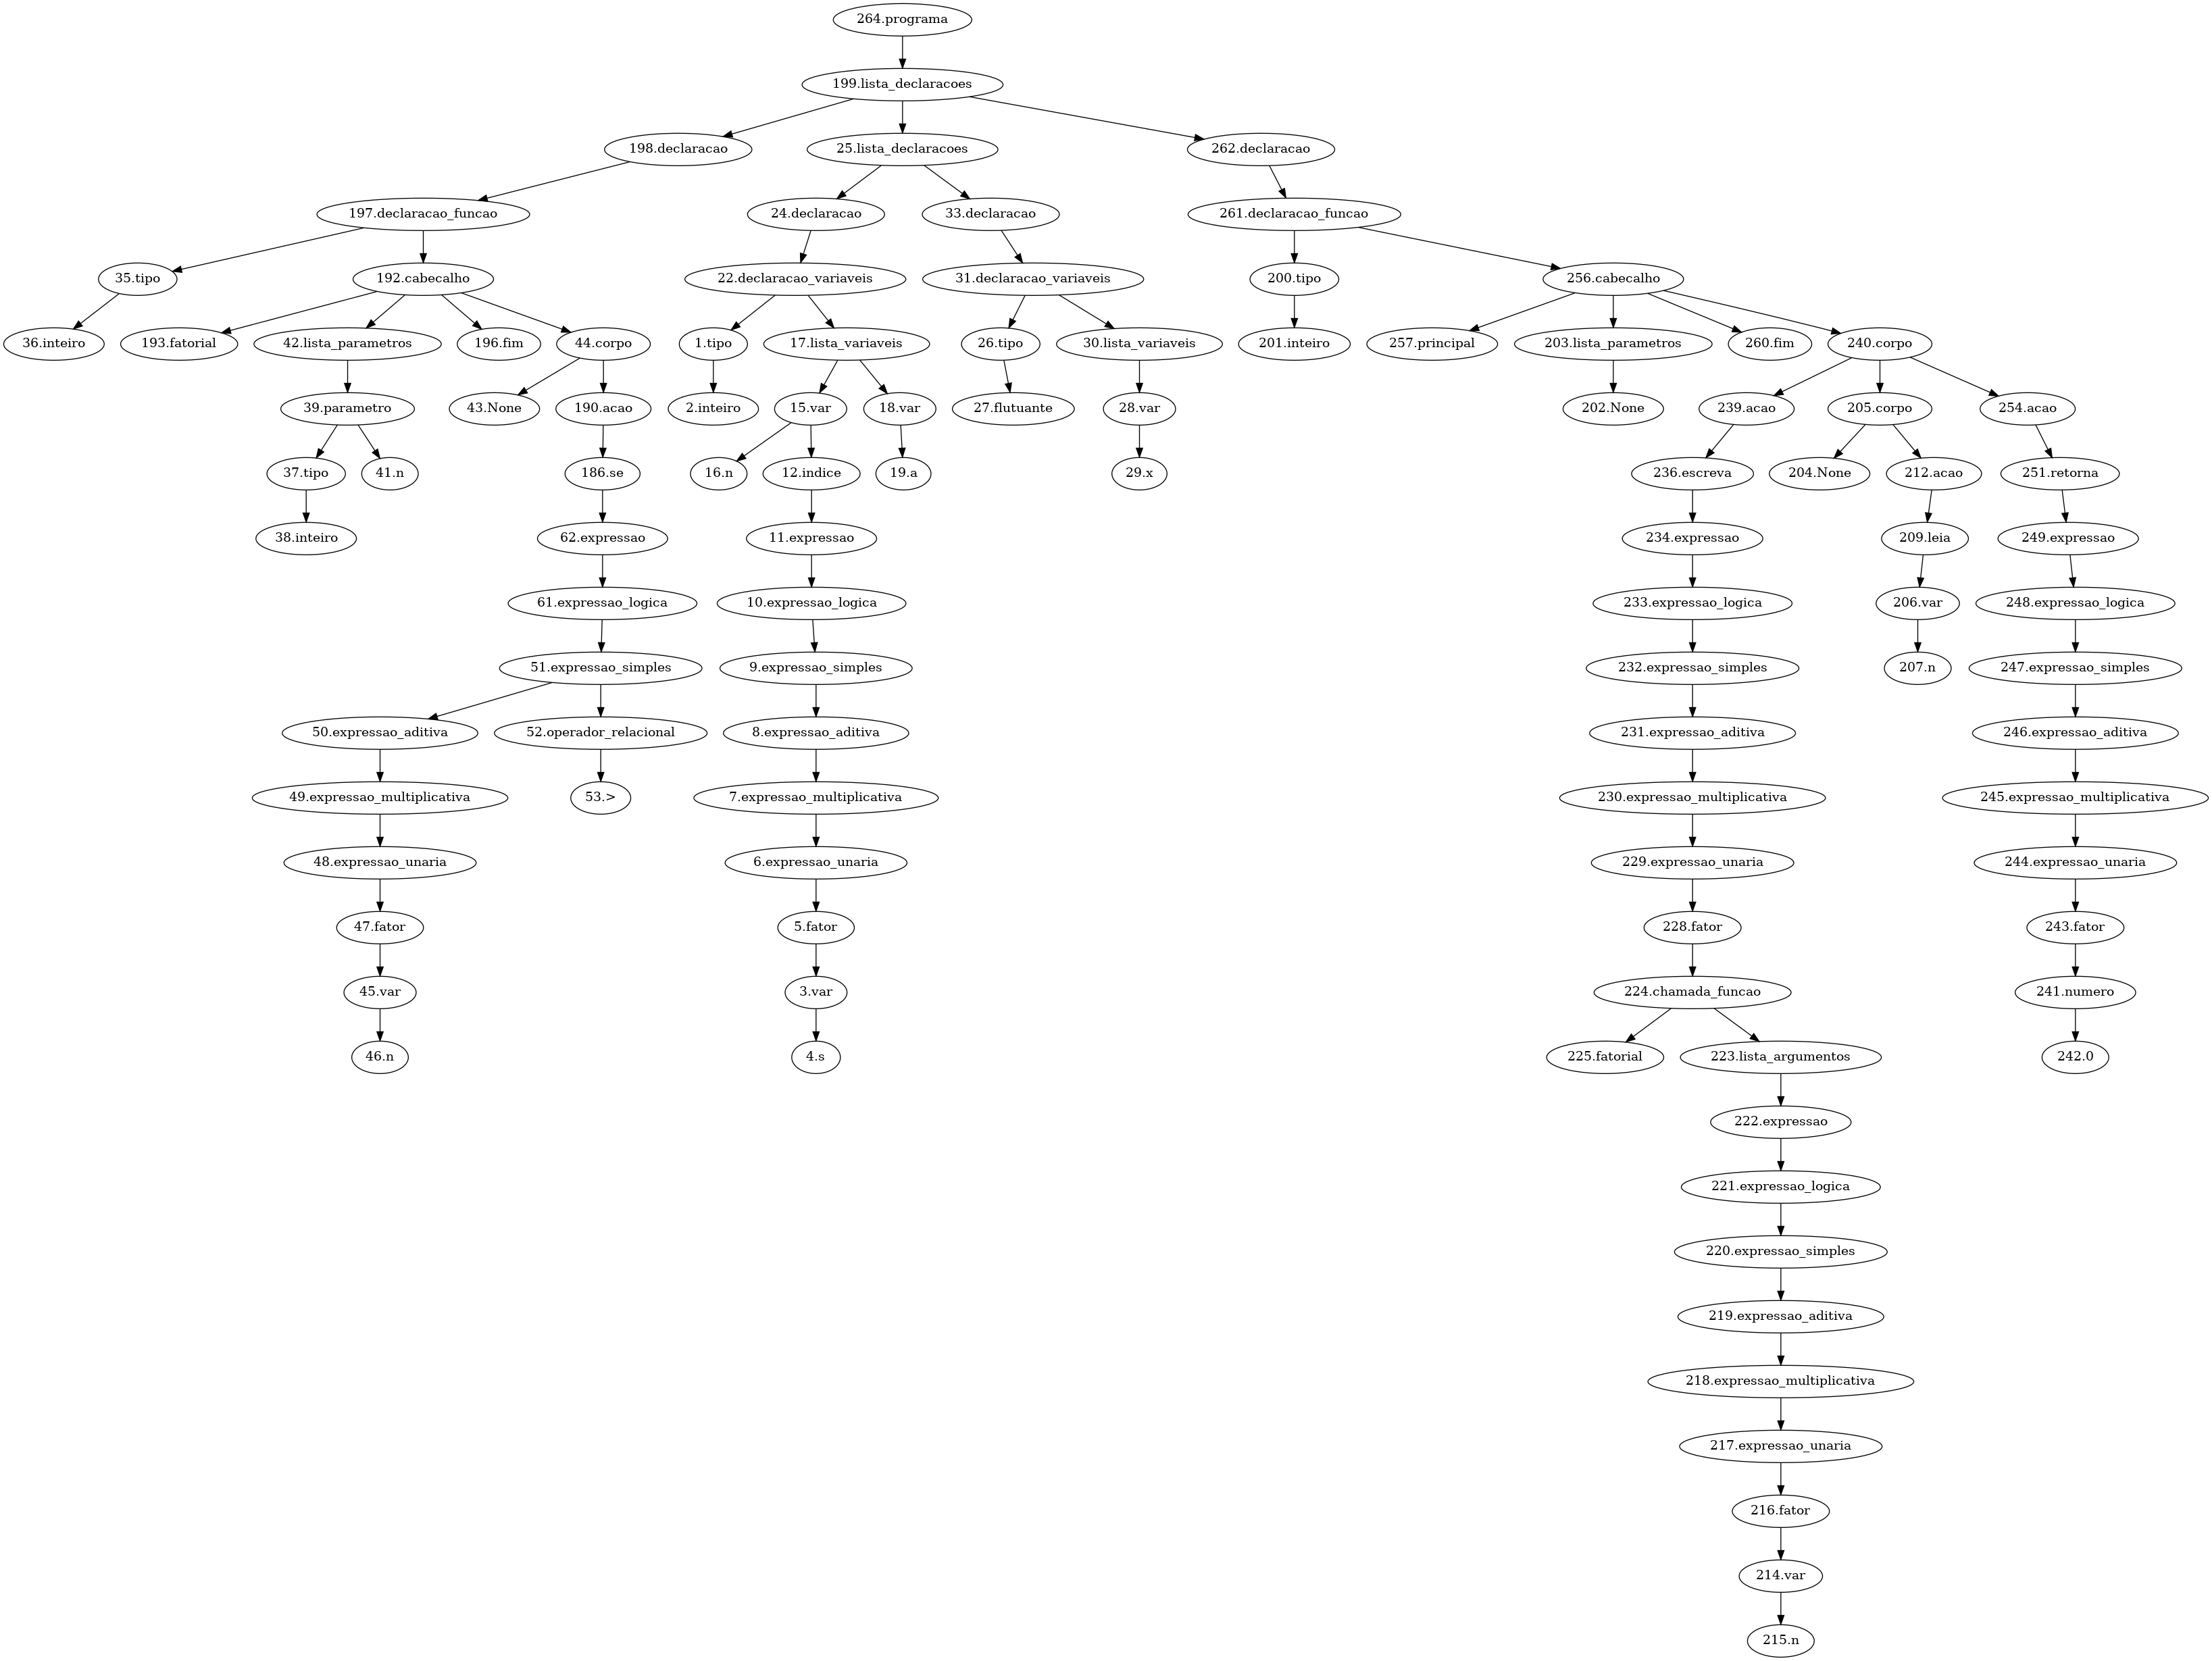 264.programa
199.lista_declaracoes
198.declaracao
25.lista_declaracoes
262.declaracao
197.declaracao_funcao
24.declaracao
33.declaracao
261.declaracao_funcao
35.tipo
192.cabecalho
22.declaracao_variaveis
31.declaracao_variaveis
200.tipo
256.cabecalho
36.inteiro
193.fatorial
42.lista_parametros
196.fim
44.corpo
1.tipo
17.lista_variaveis
26.tipo
30.lista_variaveis
201.inteiro
257.principal
203.lista_parametros
260.fim
240.corpo
39.parametro
43.None
190.acao
2.inteiro
15.var
18.var
27.flutuante
28.var
202.None
239.acao
205.corpo
254.acao
37.tipo
41.n
186.se
16.n
12.indice
19.a
29.x
236.escreva
204.None
212.acao
251.retorna
38.inteiro
62.expressao
11.expressao
234.expressao
209.leia
249.expressao
61.expressao_logica
10.expressao_logica
233.expressao_logica
206.var
248.expressao_logica
51.expressao_simples
9.expressao_simples
232.expressao_simples
207.n
247.expressao_simples
50.expressao_aditiva
52.operador_relacional
8.expressao_aditiva
231.expressao_aditiva
246.expressao_aditiva
49.expressao_multiplicativa
53.>
7.expressao_multiplicativa
230.expressao_multiplicativa
245.expressao_multiplicativa
48.expressao_unaria
6.expressao_unaria
229.expressao_unaria
244.expressao_unaria
47.fator
5.fator
228.fator
243.fator
45.var
3.var
224.chamada_funcao
241.numero
46.n
4.s
225.fatorial
223.lista_argumentos
242.0
222.expressao
221.expressao_logica
220.expressao_simples
219.expressao_aditiva
218.expressao_multiplicativa
217.expressao_unaria
216.fator
214.var
215.n